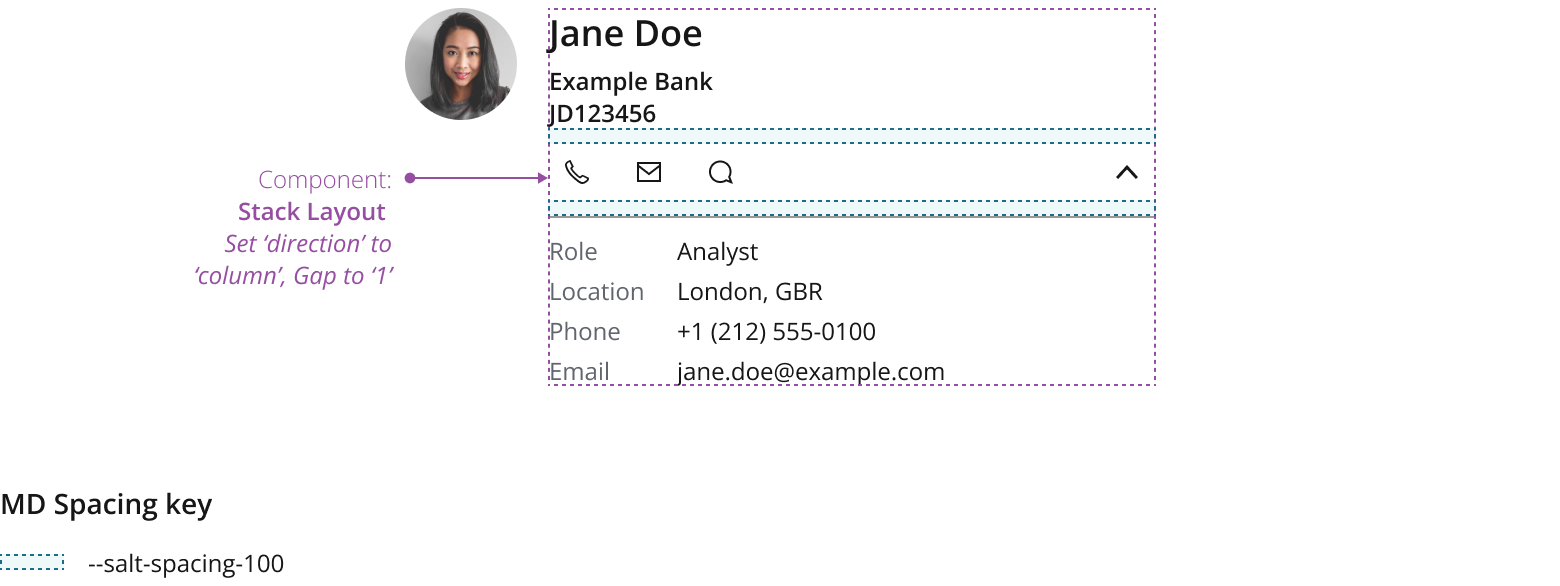 Jane Doe
Example Bank
JD123456
Component:
Stack Layout
Set ‘direction’ to
‘column’, Gap to ‘1’
Role Analyst
Location London, GBR
Phone +1 (212) 555-0100
Email jane.doe@example.com
MD Spacing key
--salt-spacing-100